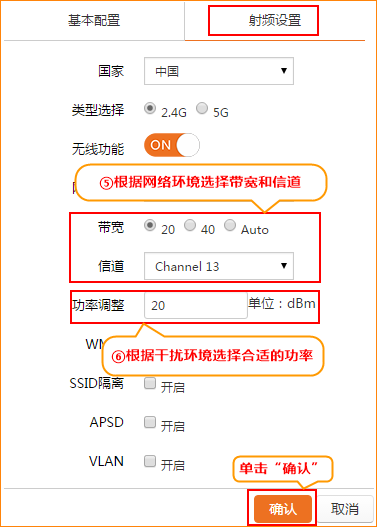 基本配置 射频设置
国家 中国
类型选择 2.4G 5G
无线功能 ON
⑤根据网络环境选择带宽和信道
带宽 20 40 Auto
信道 Channel 13
功率调整 20 单位：dBm
⑥根据干扰环境选择合适的功率
SSID隔离 开启
APSD 开启
VLAN 开启
单击“确认”
确认 取消